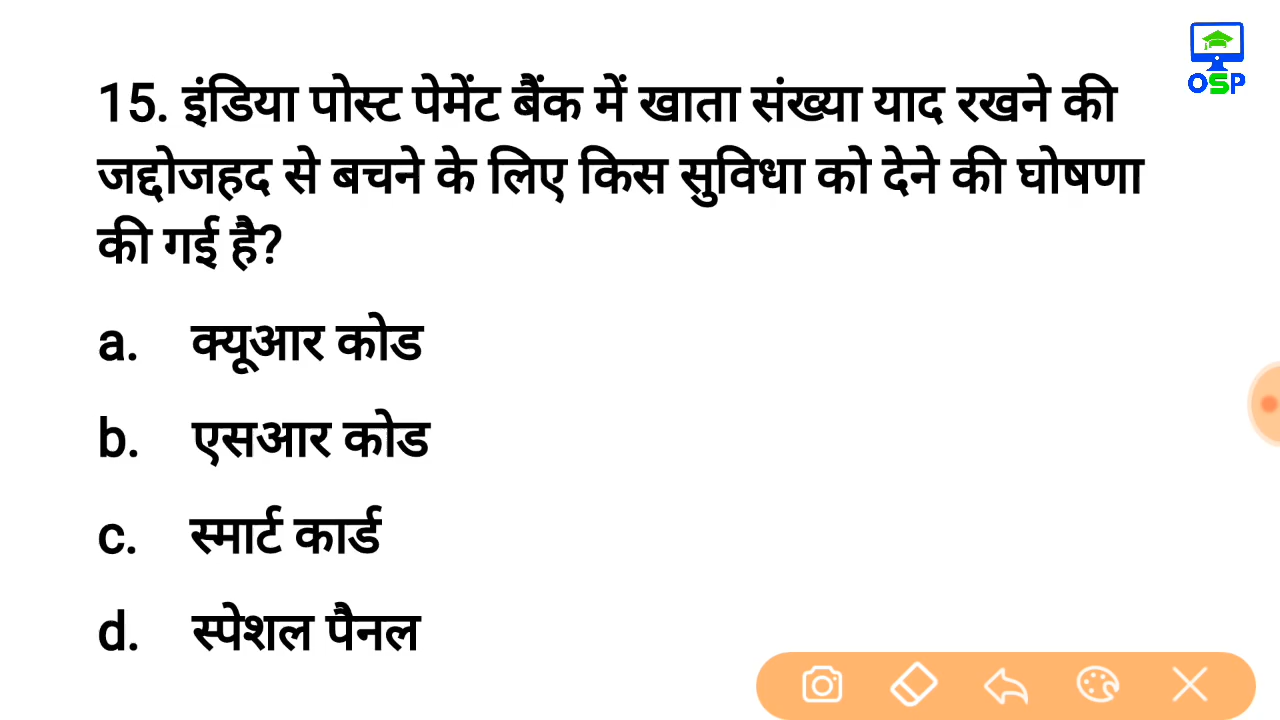 OSP
15. इंडिया पोस्ट पेमेंट बैंक में खाता संख्या याद रखने की
जद्दोजहद से बचने के लिए किस सुविधा को देने की घोषणा
की गई है?
a. क्यूआर कोड
b. एसआर कोड
c. स्मार्ट कार्ड
d. स्पेशल पैनल